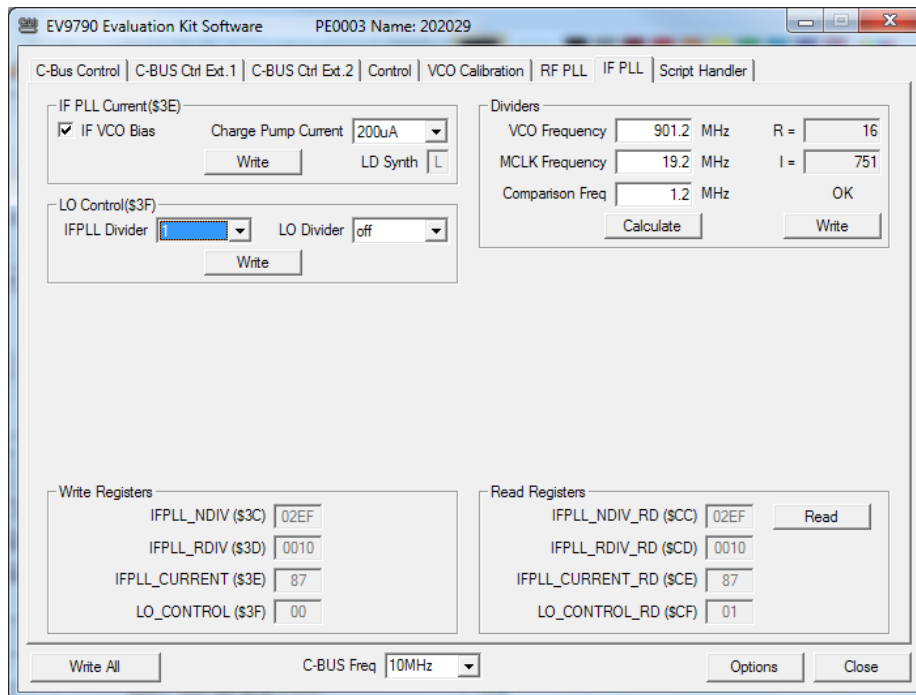 EV9790 Evaluation Kit Software PE0003 Name: 202029
C-Bus Control C-BUS Ctrl Ext.1 C-BUS Ctrl Ext.2 Control VCO Calibration RF PLL IF PLL Script Handler
IF PLL Current($3E)
IF VCO Bias Charge Pump Current 200uA
Write LD Synth L
LO Control($3F)
IFPLL Divider 1 LO Divider off
Write
Dividers
VCO Frequency 901.2 MHz R = 16
MCLK Frequency 19.2 MHz I = 751
Comparison Freq 1.2 MHz OK
Calculate Write
Write Registers
IFPLL_NDIV ($3C) 02EF
IFPLL_RDIV ($3D) 0010
IFPLL_CURRENT ($3E) 87
LO_CONTROL ($3F) 00
Read Registers
IFPLL_NDIV_RD ($CC) 02EF Read
IFPLL_RDIV_RD ($CD) 0010
IFPLL_CURRENT_RD ($CE) 87
LO_CONTROL_RD ($CF) 01
Write All C-BUS Freq 10MHz Options Close